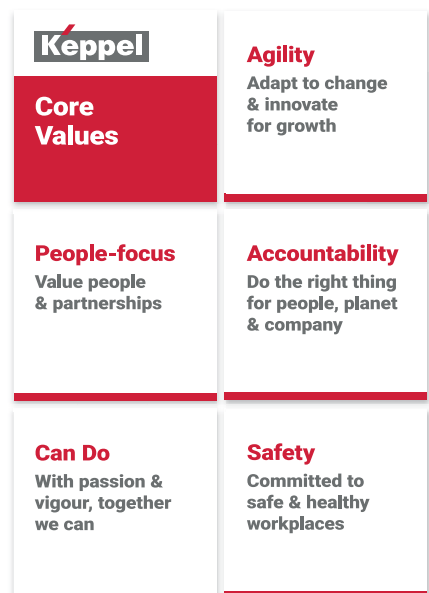 Keppel
Core
Values
Agility
Adapt to change
& innovate
for growth
People-focus
Value people
& partnerships
Accountability
Do the right thing
for people, planet
& company
Can Do
With passion &
vigour, together
we can
Safety
Committed to
safe & healthy
workplaces